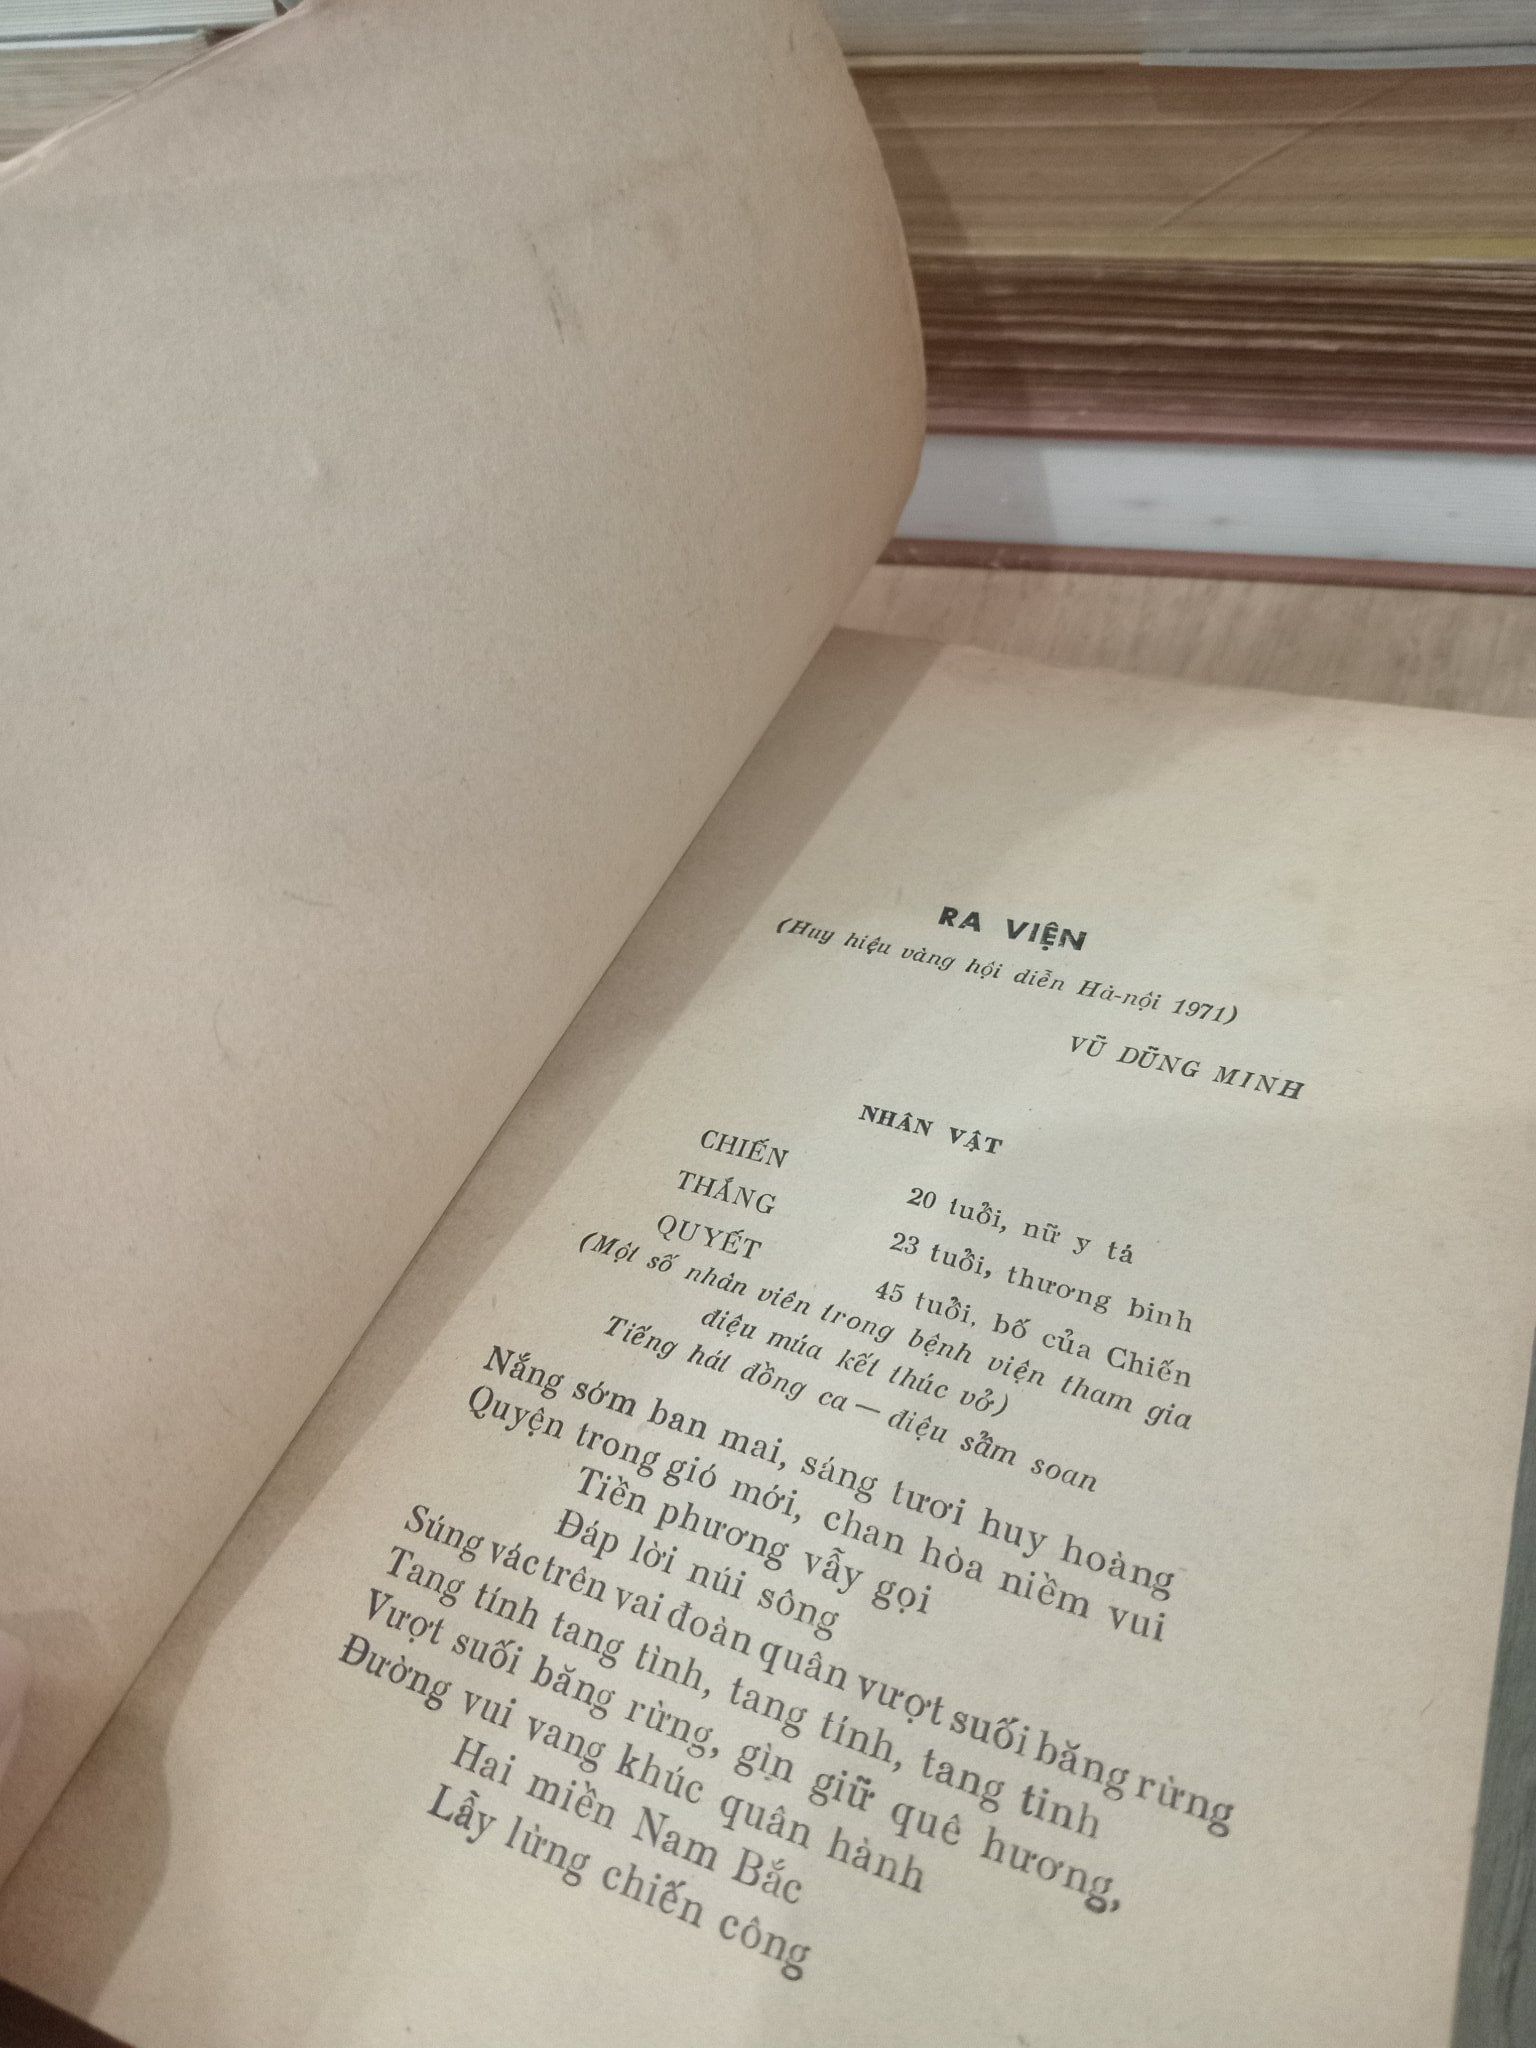 RA VIỆN
(Huy hiệu vàng hội diễn Hà-nội 1971)
VŨ DŨNG MINH
NHÂN VẬT
CHIẾN 20 tuổi, nữ y tá
THẮNG 23 tuổi, thương binh
QUYẾT 45 tuổi, bố của Chiến
(Một số nhân viên trong bệnh viện tham gia
điệu múa kết thúc vở)
Tiếng hát đồng ca — điệu sẩm soan
Nắng sớm ban mai, sáng tươi huy hoàng
Quyện trong gió mới, chan hòa niềm vui
Tiền phương vẫy gọi
Đáp lời núi sông
Súng vác trên vai đoàn quân vượt suối băng rừng
Tang tính tang tình, tang tính, tang tinh
Vượt suối băng rừng, gìn giữ quê hương,
Đường vui vang khúc quân hành
Hai miền Nam Bắc
Lẫy lừng chiến công